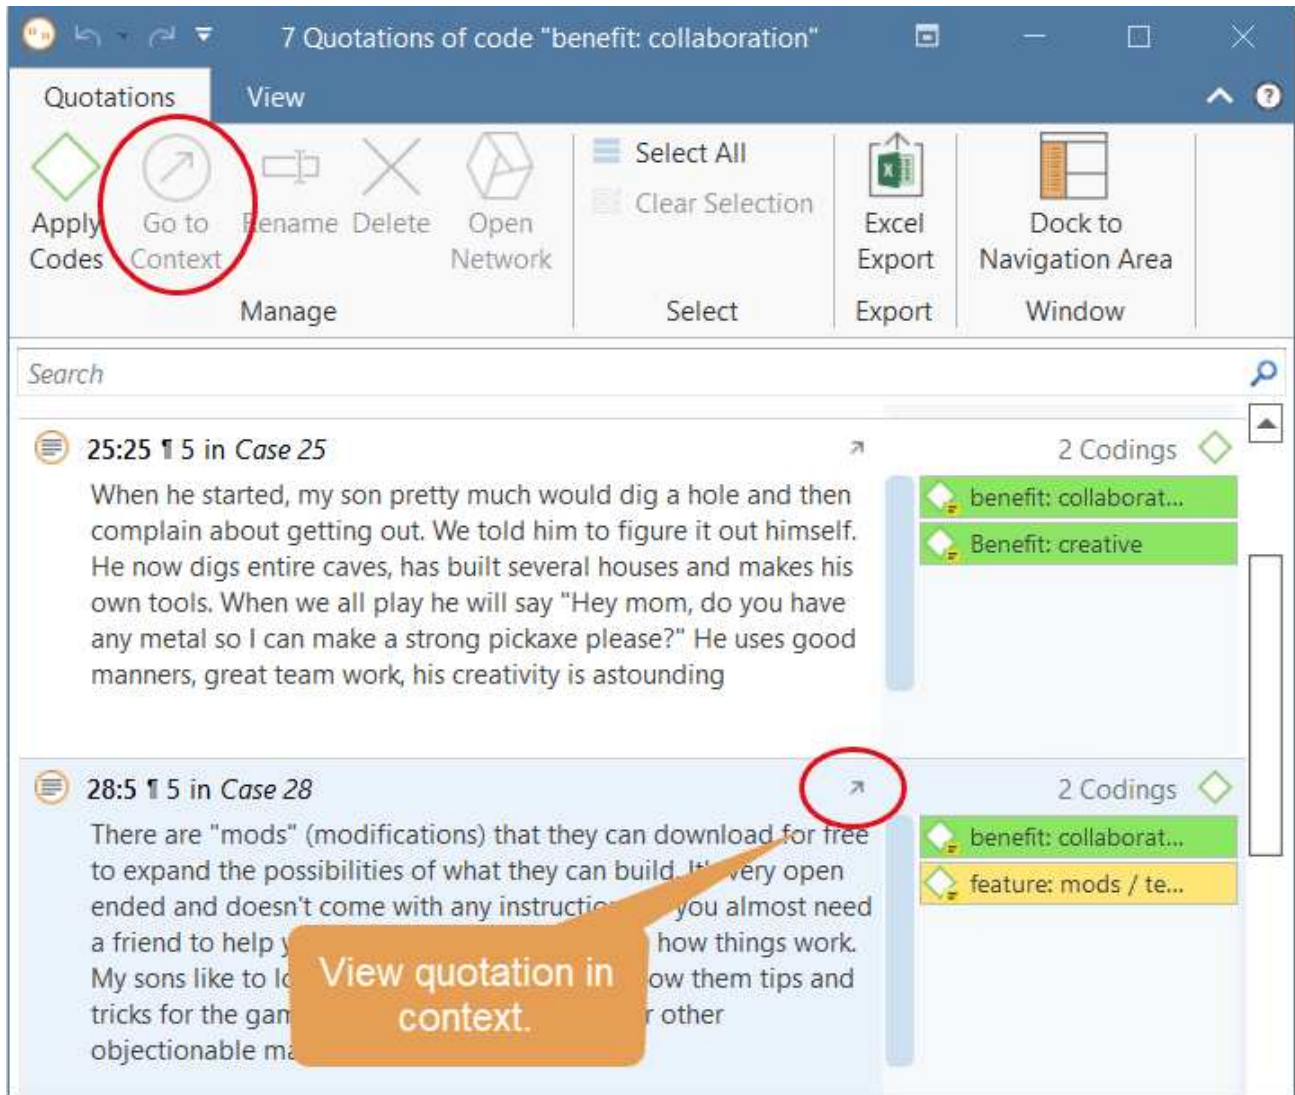 7 Quotations of code "benefit: collaboration"
Quotations View
Apply Codes
Go to Context
Rename
Delete
Open Network
Manage
Select All
Clear Selection
Select
Excel Export
Export
Dock to Navigation Area
Window
Search
25:25 ¶ 5 in Case 25
2 Codings
When he started, my son pretty much would dig a hole and then
complain about getting out. We told him to figure it out himself.
He now digs entire caves, has built several houses and makes his
own tools. When we all play he will say "Hey mom, do you have
any metal so I can make a strong pickaxe please?" He uses good
manners, great team work, his creativity is astounding
benefit: collaborat...
Benefit: creative
28:5 ¶ 5 in Case 28
2 Codings
There are "mods" (modifications) that they can download for free
to expand the possibilities of what they can build. It's very open
ended and doesn't come with any you almost need
a friend to help how things work.
My sons like to them tips and
tricks for the other
objectionable
benefit: collaborat...
feature: mods / te...
View quotation in
context.